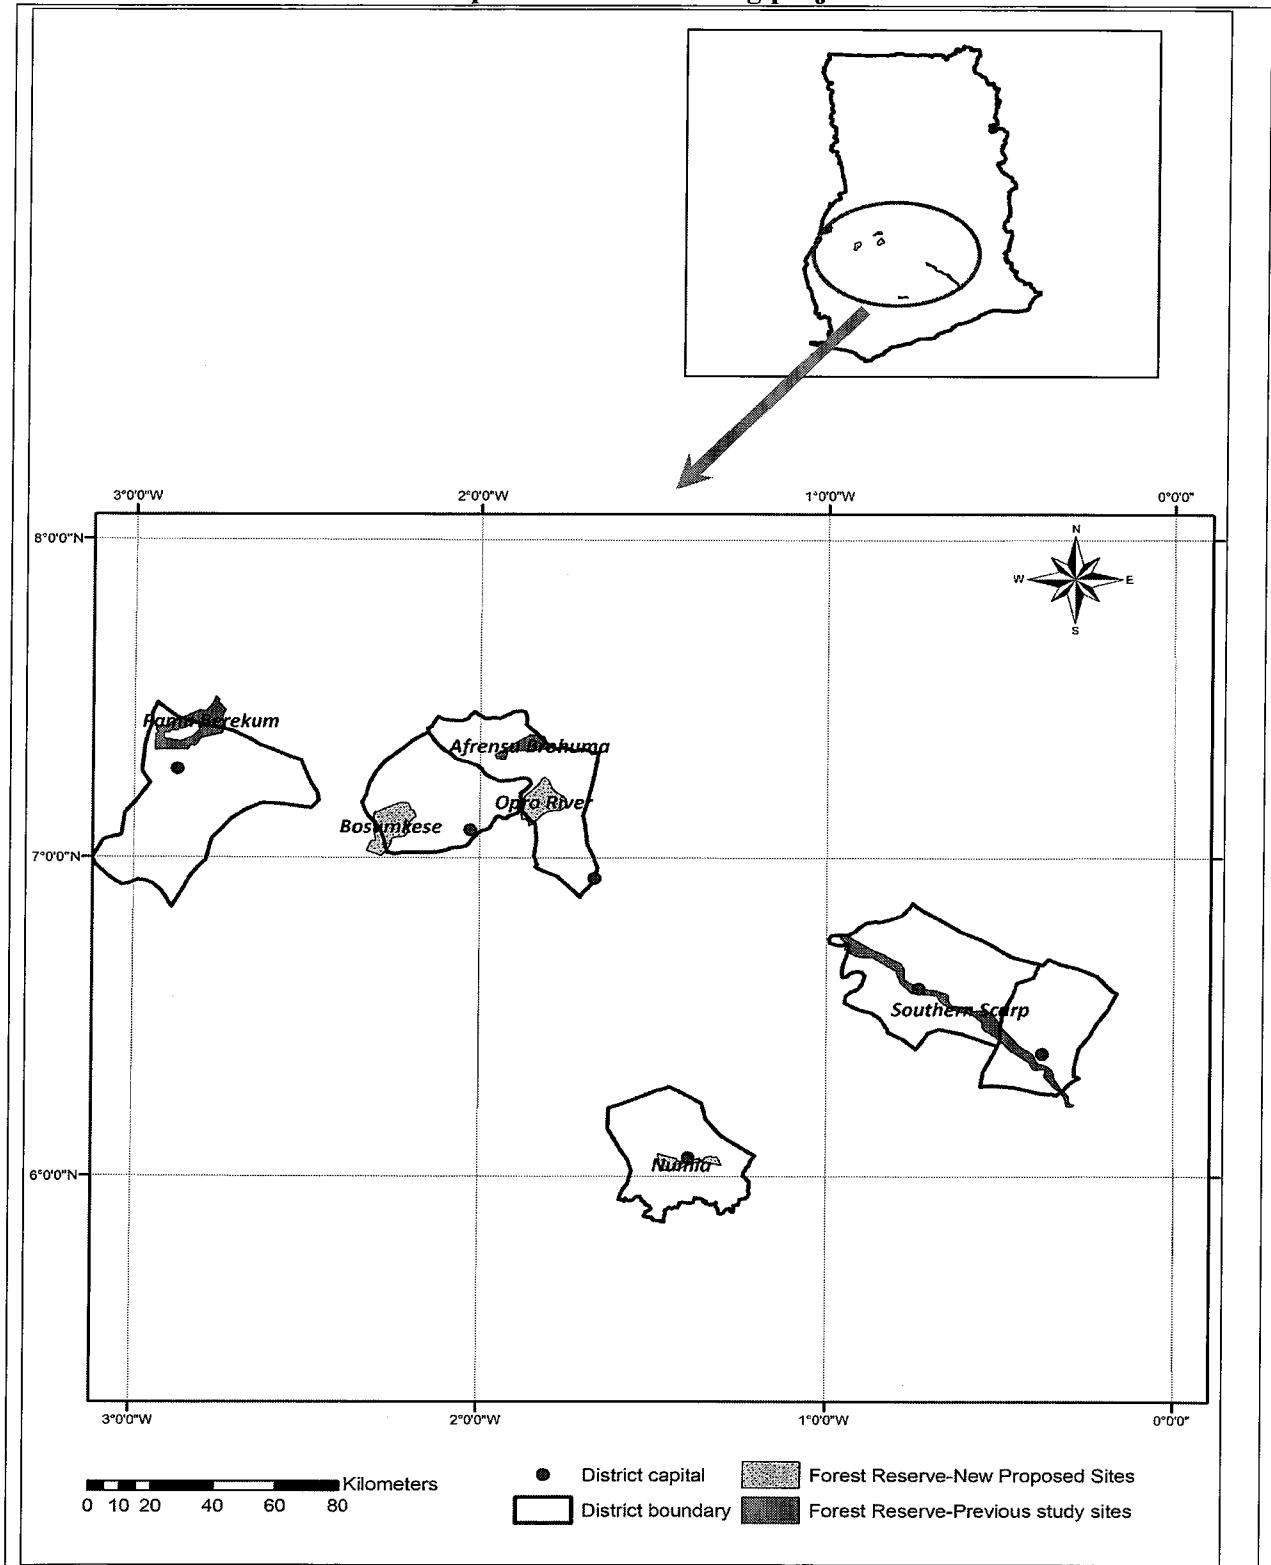 3°0'0"W 2°0'0"W 1°0'0"W 0°0'0"
8°0'0"N
N
W E
S
Pamu Berekum
Afrensu Brohuma
Opro River
Bosumkese
7°0'0"N
Southern Scarp
Numia
6°0'0"N
3°0'0"W 2°0'0"W 1°0'0"W 0°0'0"
Kilometers
0 10 20 40 60 80
District capital
District boundary
Forest Reserve-New Proposed Sites
Forest Reserve-Previous study sites